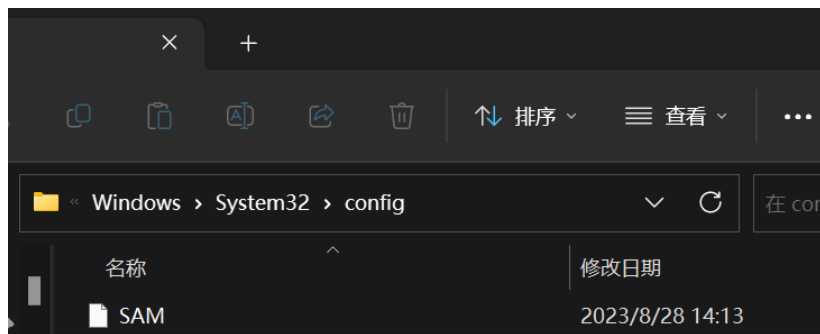 排序 查看
« Windows › System32 › config 在 cor
名称 修改日期
SAM 2023/8/28 14:13